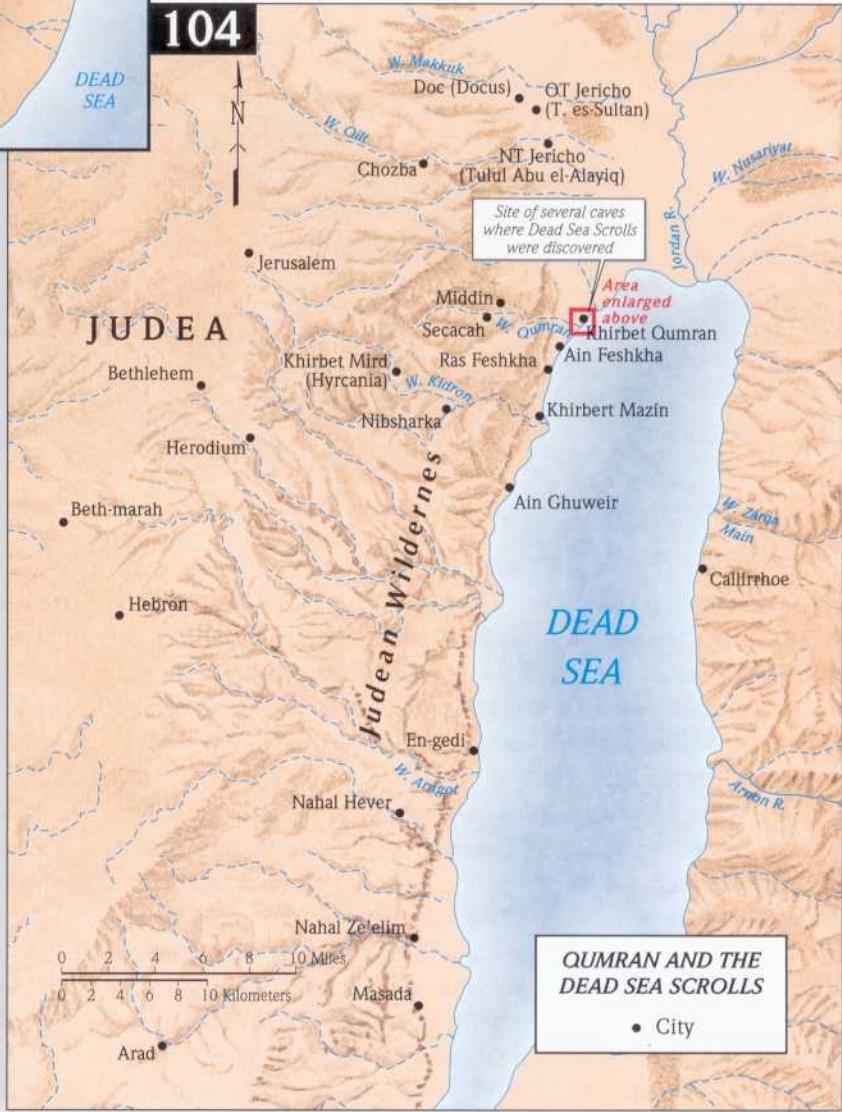 104
DEAD
SEA
N
W. Makkuk
Doc (Docus)
OT Jericho
(T. es-Sultan)
W. Qilt
Chozba
NT Jericho
(Tulul Abu el-Alayiq)
W. Nusariyat
Jordan R.
Site of several caves
where Dead Sea Scrolls
were discovered
Jerusalem
Area
enlarged
above
Middin
Secacah
W. Qumran
Khirbet Qumran
JUDEA
Ain Feshkha
Ras Feshkha
Khirbet Mird
(Hyrcania)
Bethlehem
W. Kidron
Nibsharka
Khirbert Mazin
Herodium
Judean Wildernes
Ain Ghuweir
Beth-marah
W. Zarqa
Main
Callirrhoe
Hebron
DEAD
SEA
En-gedi
W. Arugot
Nahal Hever
Arnon R.
Nahal Ze'elim
0 2 4 6 8 10 Miles
0 2 4 6 8 10 Kilometers
Masada
Arad
QUMRAN AND THE
DEAD SEA SCROLLS
City